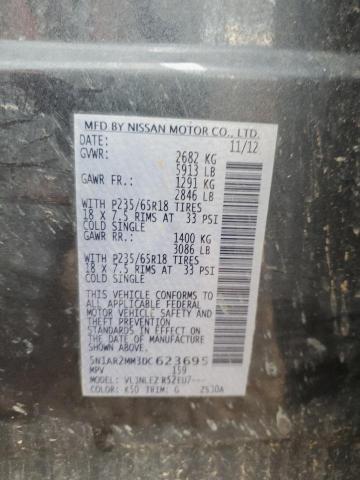 MFD BY NISSAN MOTOR CO., LTD.
DATE: 11/12
GVWR: 2682 KG
5913 LB
GAWR FR.: 1291 KG
2846 LB
WITH P235/65R18 TIRES
18 X 7.5 RIMS AT 33 PSI
COLD SINGLE
GAWR RR.: 1400 KG
3086 LB
WITH P235/65R18 TIRES
18 X 7.5 RIMS AT 33 PSI
COLD SINGLE
THIS VEHICLE CONFORMS TO
ALL APPLICABLE FEDERAL
MOTOR VEHICLE SAFETY
AND THEFT PREVENTION
STANDARDS IN EFFECT ON
THE DATE OF MANUFACTURE
SHOWN ABOVE.
5N1AR2MM3DC623695
MPV 159
MODEL:
COLOR: K50 TRIM: G